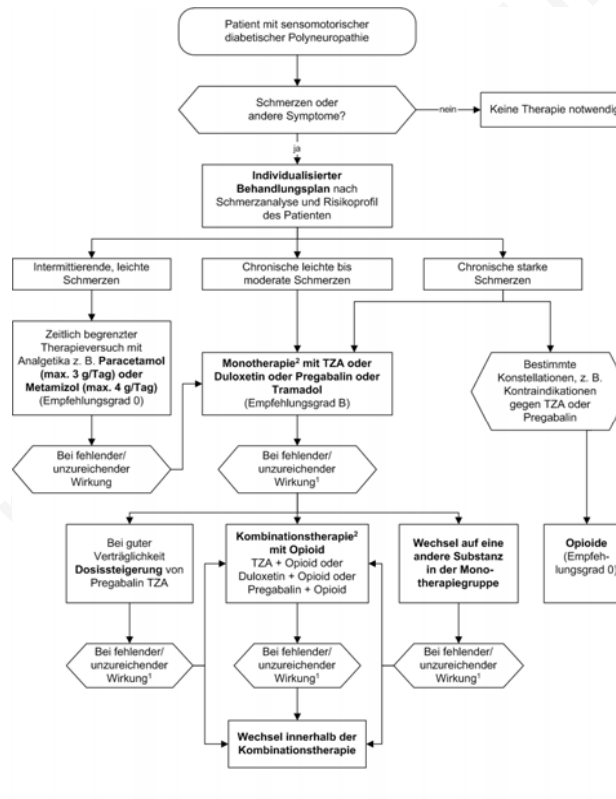 Patient mit sensomotorischer
diabetischer Polyneuropathie
Schmerzen oder
andere Symptome?
nein
Keine Therapie notwendig
ja
Individualisierter
Behandlungsplan nach
Schmerzanalyse und Risikoprofil
des Patienten
Intermittierende, leichte
Schmerzen
Chronische leichte bis
moderate Schmerzen
Chronische starke
Schmerzen
Zeitlich begrenzter
Therapieversuch mit
Analgetika z. B. Paracetamol
(max. 3 g/Tag) oder
Metamizol (max. 4 g/Tag)
(Empfehlungsgrad 0)
Monotherapie² mit TZA oder
Duloxetin oder Pregabalin oder
Tramadol
(Empfehlungsgrad B)
Bestimmte
Konstellationen, z. B.
Kontraindikationen
gegen TZA oder
Pregabalin
Bei fehlender/
unzureichender
Wirkung
Bei fehlender/
unzureichender
Wirkung¹
Bei guter
Verträglichkeit
Dosissteigerung von
Pregabalin TZA
Kombinationstherapie²
mit Opioid
TZA + Opioid oder
Duloxetin + Opioid oder
Pregabalin + Opioid
Wechsel auf eine
andere Substanz
in der Mono-
therapiegruppe
Opioide
(Empfeh-
lungsgrad 0)
Bei fehlender/
unzureichender
Wirkung¹
Bei fehlender/
unzureichender
Wirkung¹
Bei fehlender/
unzureichender
Wirkung¹
Wechsel innerhalb der
Kombinationstherapie